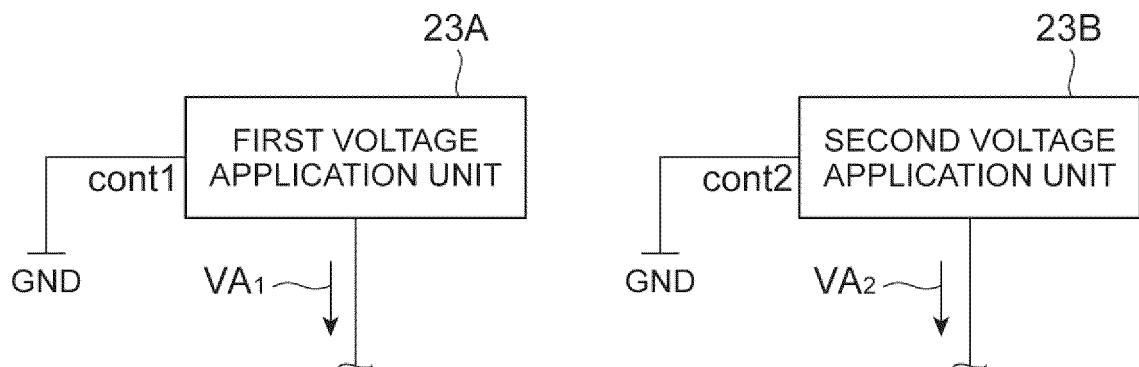 23A
23B
FIRST VOLTAGE
APPLICATION UNIT
SECOND VOLTAGE
APPLICATION UNIT
cont1
cont2
GND
VA1
GND
VA2